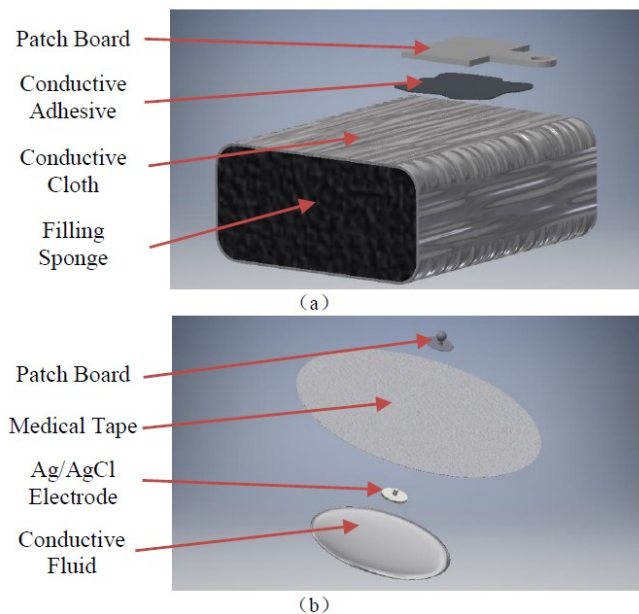 Patch Board
Conductive
Adhesive
Conductive
Cloth
Filling
Sponge
（a）
Patch Board
Medical Tape
Ag/AgCl
Electrode
Conductive
Fluid
（b）